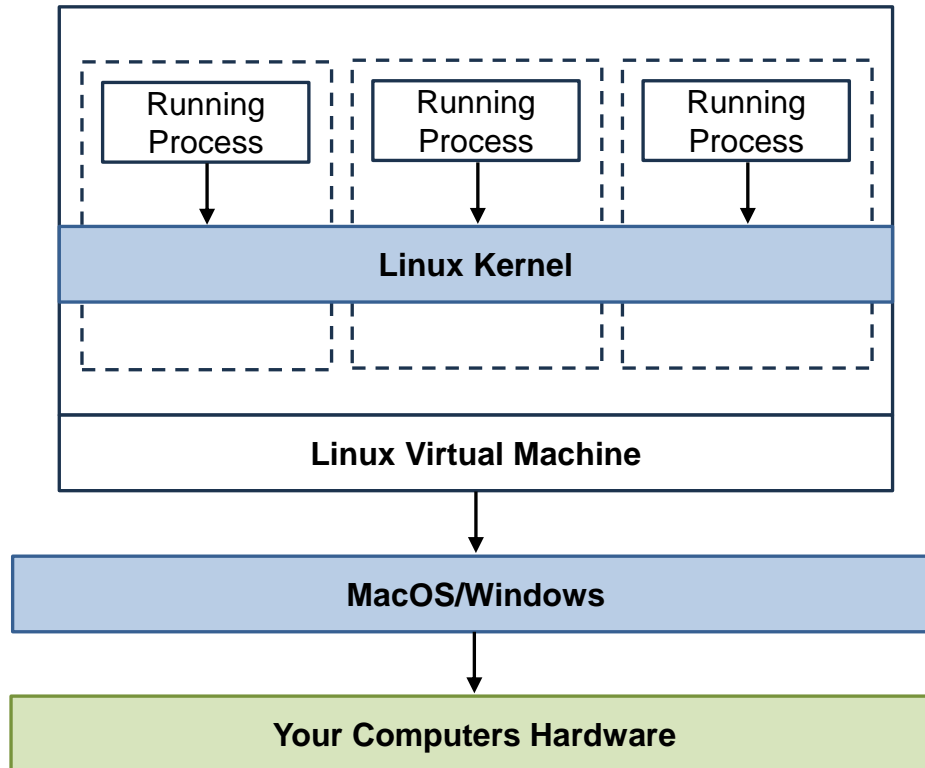 Running
Process
Running
Process
Running
Process
Linux Kernel
Linux Virtual Machine
MacOS/Windows
Your Computers Hardware